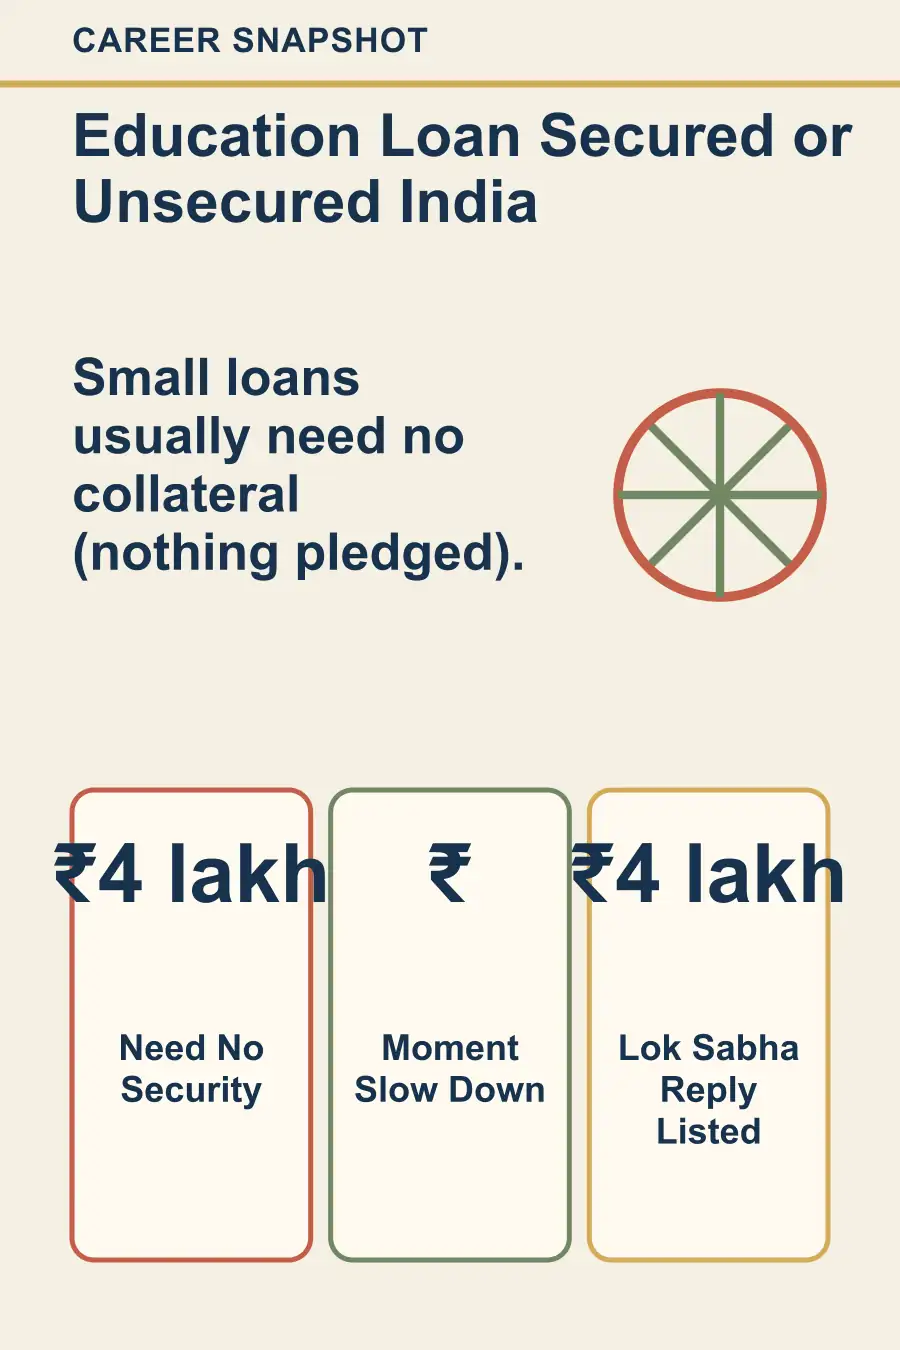 CAREER SNAPSHOT
Education Loan Secured or
Unsecured India
Small loans
usually need no
collateral
(nothing pledged).
₹4 lakh
Need No
Security
₹
Moment
Slow Down
₹4 lakh
Lok Sabha
Reply
Listed